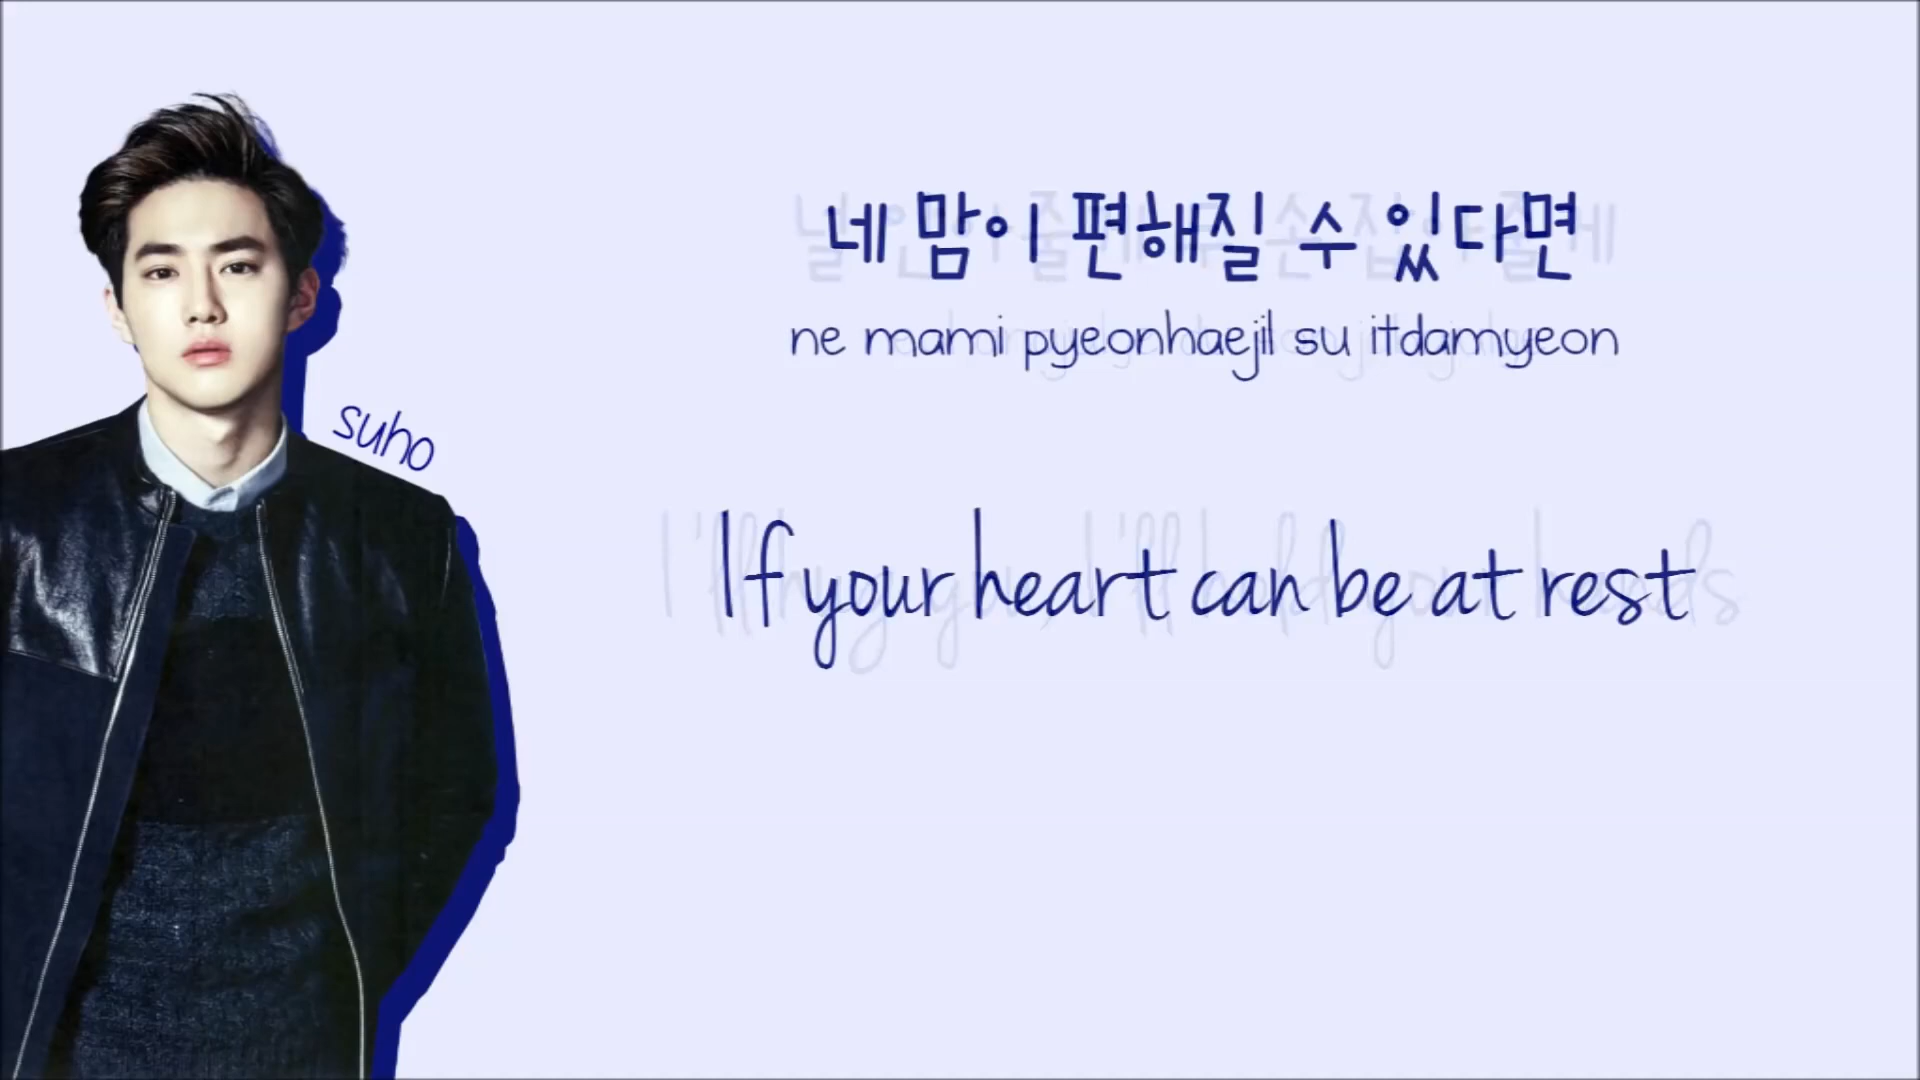 네 맘이 편해질 수 있다면
ne mami pyeonhaejil su itdamyeon
suho
If your heart can be at rest